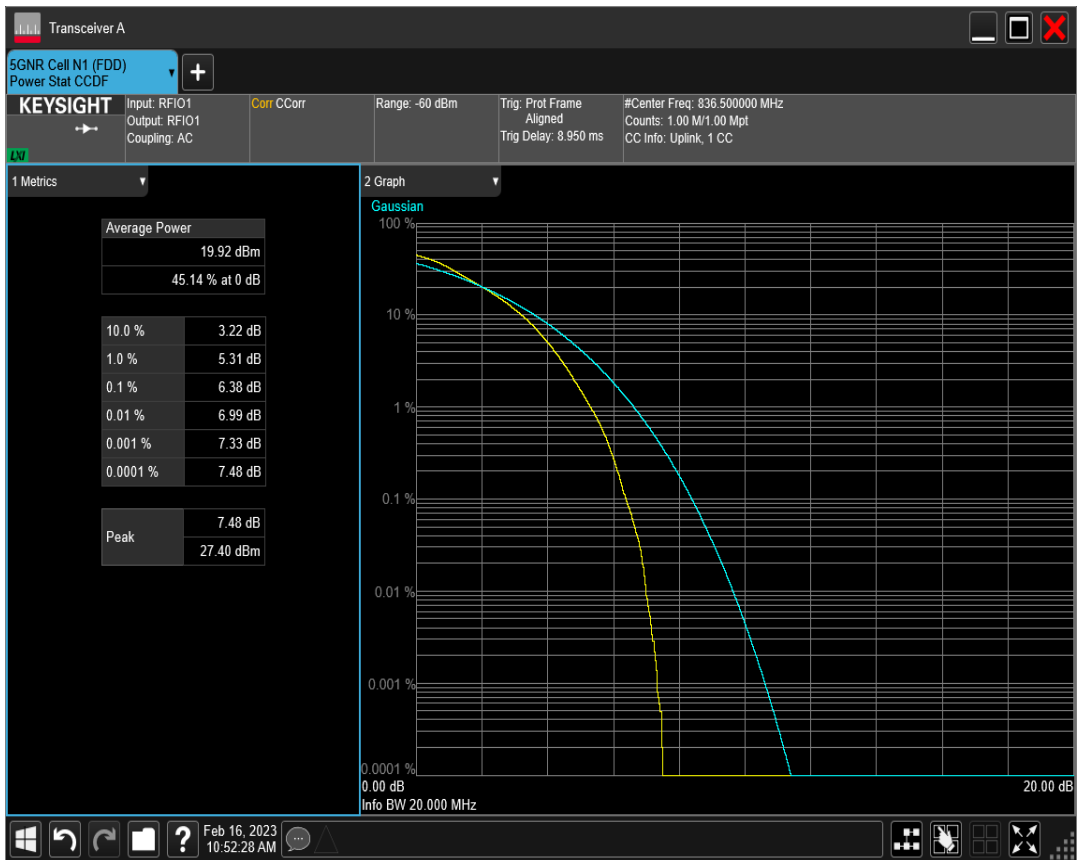 Transceiver A
5GNR Cell N1 (FDD)
Power Stat CCDF
+
KEYSIGHT
LXI
Input: RFIO1
Output: RFIO1
Coupling: AC
Corr CCorr
Range: -60 dBm
Trig: Prot Frame
Aligned
Trig Delay: 8.950 ms
#Center Freq: 836.500000 MHz
Counts: 1.00 M/1.00 Mpt
CC Info: Uplink, 1 CC
1 Metrics
Average Power
19.92 dBm
45.14 % at 0 dB
10.0 % 3.22 dB
1.0 % 5.31 dB
0.1 % 6.38 dB
0.01 % 6.99 dB
0.001 % 7.33 dB
0.0001 % 7.48 dB
Peak
7.48 dB
27.40 dBm
2 Graph
Gaussian
100 %
10 %
1 %
0.1 %
0.01 %
0.001 %
0.0001 %
0.00 dB 20.00 dB
Info BW 20.000 MHz
?
Feb 16, 2023
10:52:28 AM